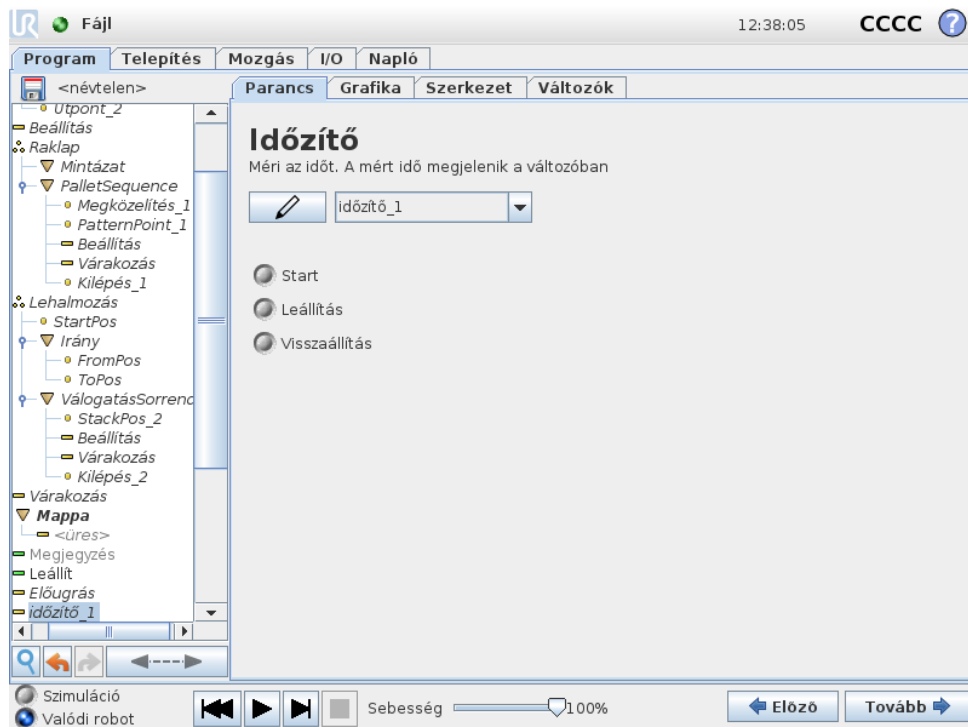 UR Fájl 12:38:05 CCCC ?
Program Telepítés Mozgás I/O Napló
<névtelen>
Parancs Grafika Szerkezet Változók
Útpont_2
Beállítás
Raklap
Mintázat
PalletSequence
Megközelítés_1
PatternPoint_1
Beállítás
Várakozás
Kilépés_1
Lehalmozás
StartPos
Irány
FromPos
ToPos
VálogatásSorrend
StackPos_2
Beállítás
Várakozás
Kilépés_2
Várakozás
Mappa
<üres>
Megjegyzés
Leállít
Előugrás
időzítő_1
Időzítő
Méri az időt. A mért idő megjelenik a változóban
időzítő_1
Start
Leállítás
Visszaállítás
Szimuláció
Valódi robot
Sebesség 100%
Előző Tovább